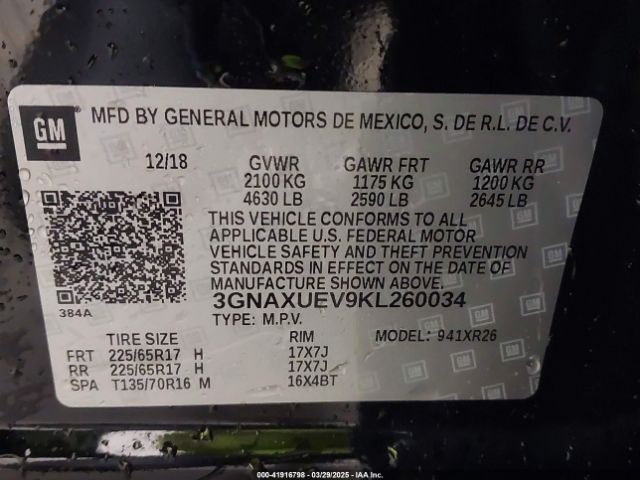 GM MFD BY GENERAL MOTORS DE MEXICO, S. DE R.L. DE C.V.
12/18 GVWR GAWR FRT GAWR RR
2100 KG 1175 KG 1200 KG
4630 LB 2590 LB 2645 LB
THIS VEHICLE CONFORMS TO ALL
APPLICABLE U.S. FEDERAL MOTOR
VEHICLE SAFETY AND THEFT PREVENTION
STANDARDS IN EFFECT ON THE DATE OF
MANUFACTURE SHOWN ABOVE.
384A 3GNAXUEV9KL260034
TYPE: M.P.V.
TIRE SIZE RIM MODEL: 941XR26
FRT 225/65R17 H 17X7J
RR 225/65R17 H 17X7J
SPA T135/70R16 M 16X4BT
000-41916798 - 03/29/2025 - IAA Inc.